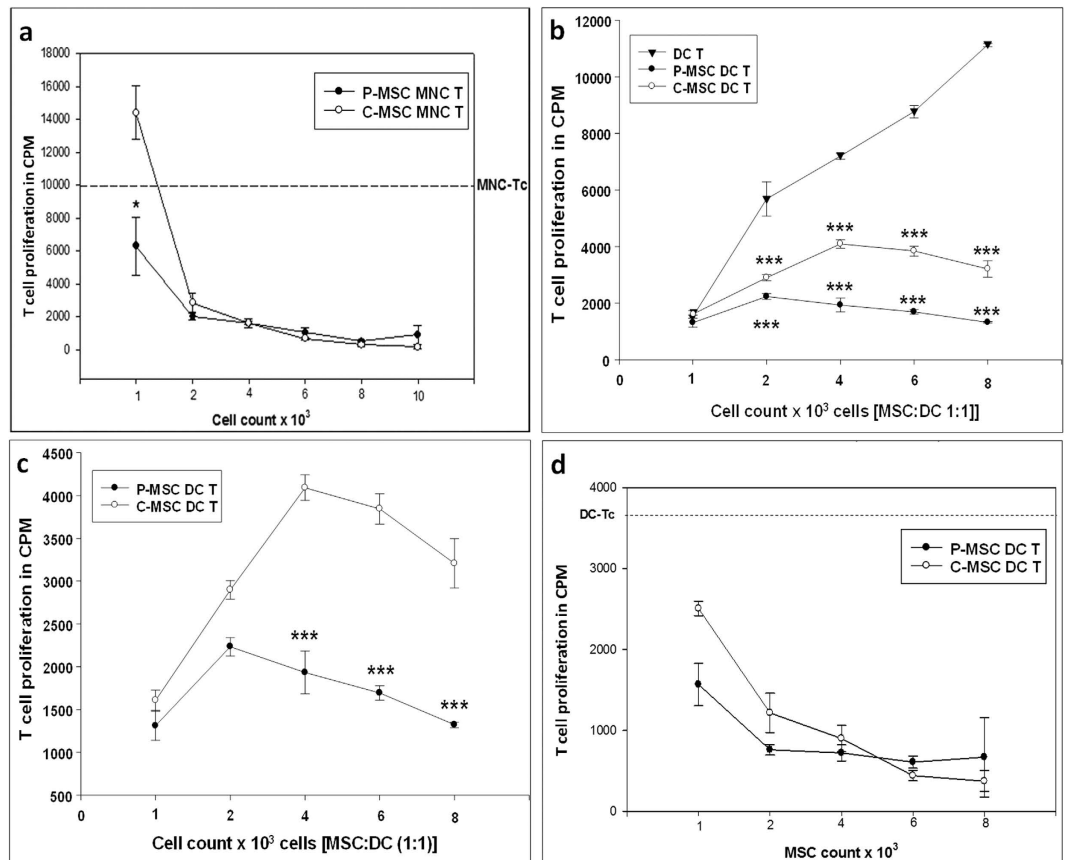 a
18000
16000
14000
12000
10000
8000
6000
4000
2000
0
T cell proliferation in CPM
P-MSC MNC T
C-MSC MNC T
MNC-Tc
*
1 2 4 6 8 10
Cell count x 10³
b
12000
10000
8000
6000
4000
2000
0
T cell proliferation in CPM
DC T
P-MSC DC T
C-MSC DC T
*** *** *** ***
*** *** *** ***
0 1 2 4 6 8
Cell count x 10³ cells [MSC:DC 1:1]]
c
4500
4000
3500
3000
2500
2000
1500
1000
500
T cell proliferation in CPM
P-MSC DC T
C-MSC DC T
*** *** ***
0 1 2 4 6 8
Cell count x 10³ cells [MSC:DC (1:1)]
d
4000
DC-Tc
3000
2000
1000
0
T cell proliferation in CPM
P-MSC DC T
C-MSC DC T
1 2 4 6 8
MSC count x 10³